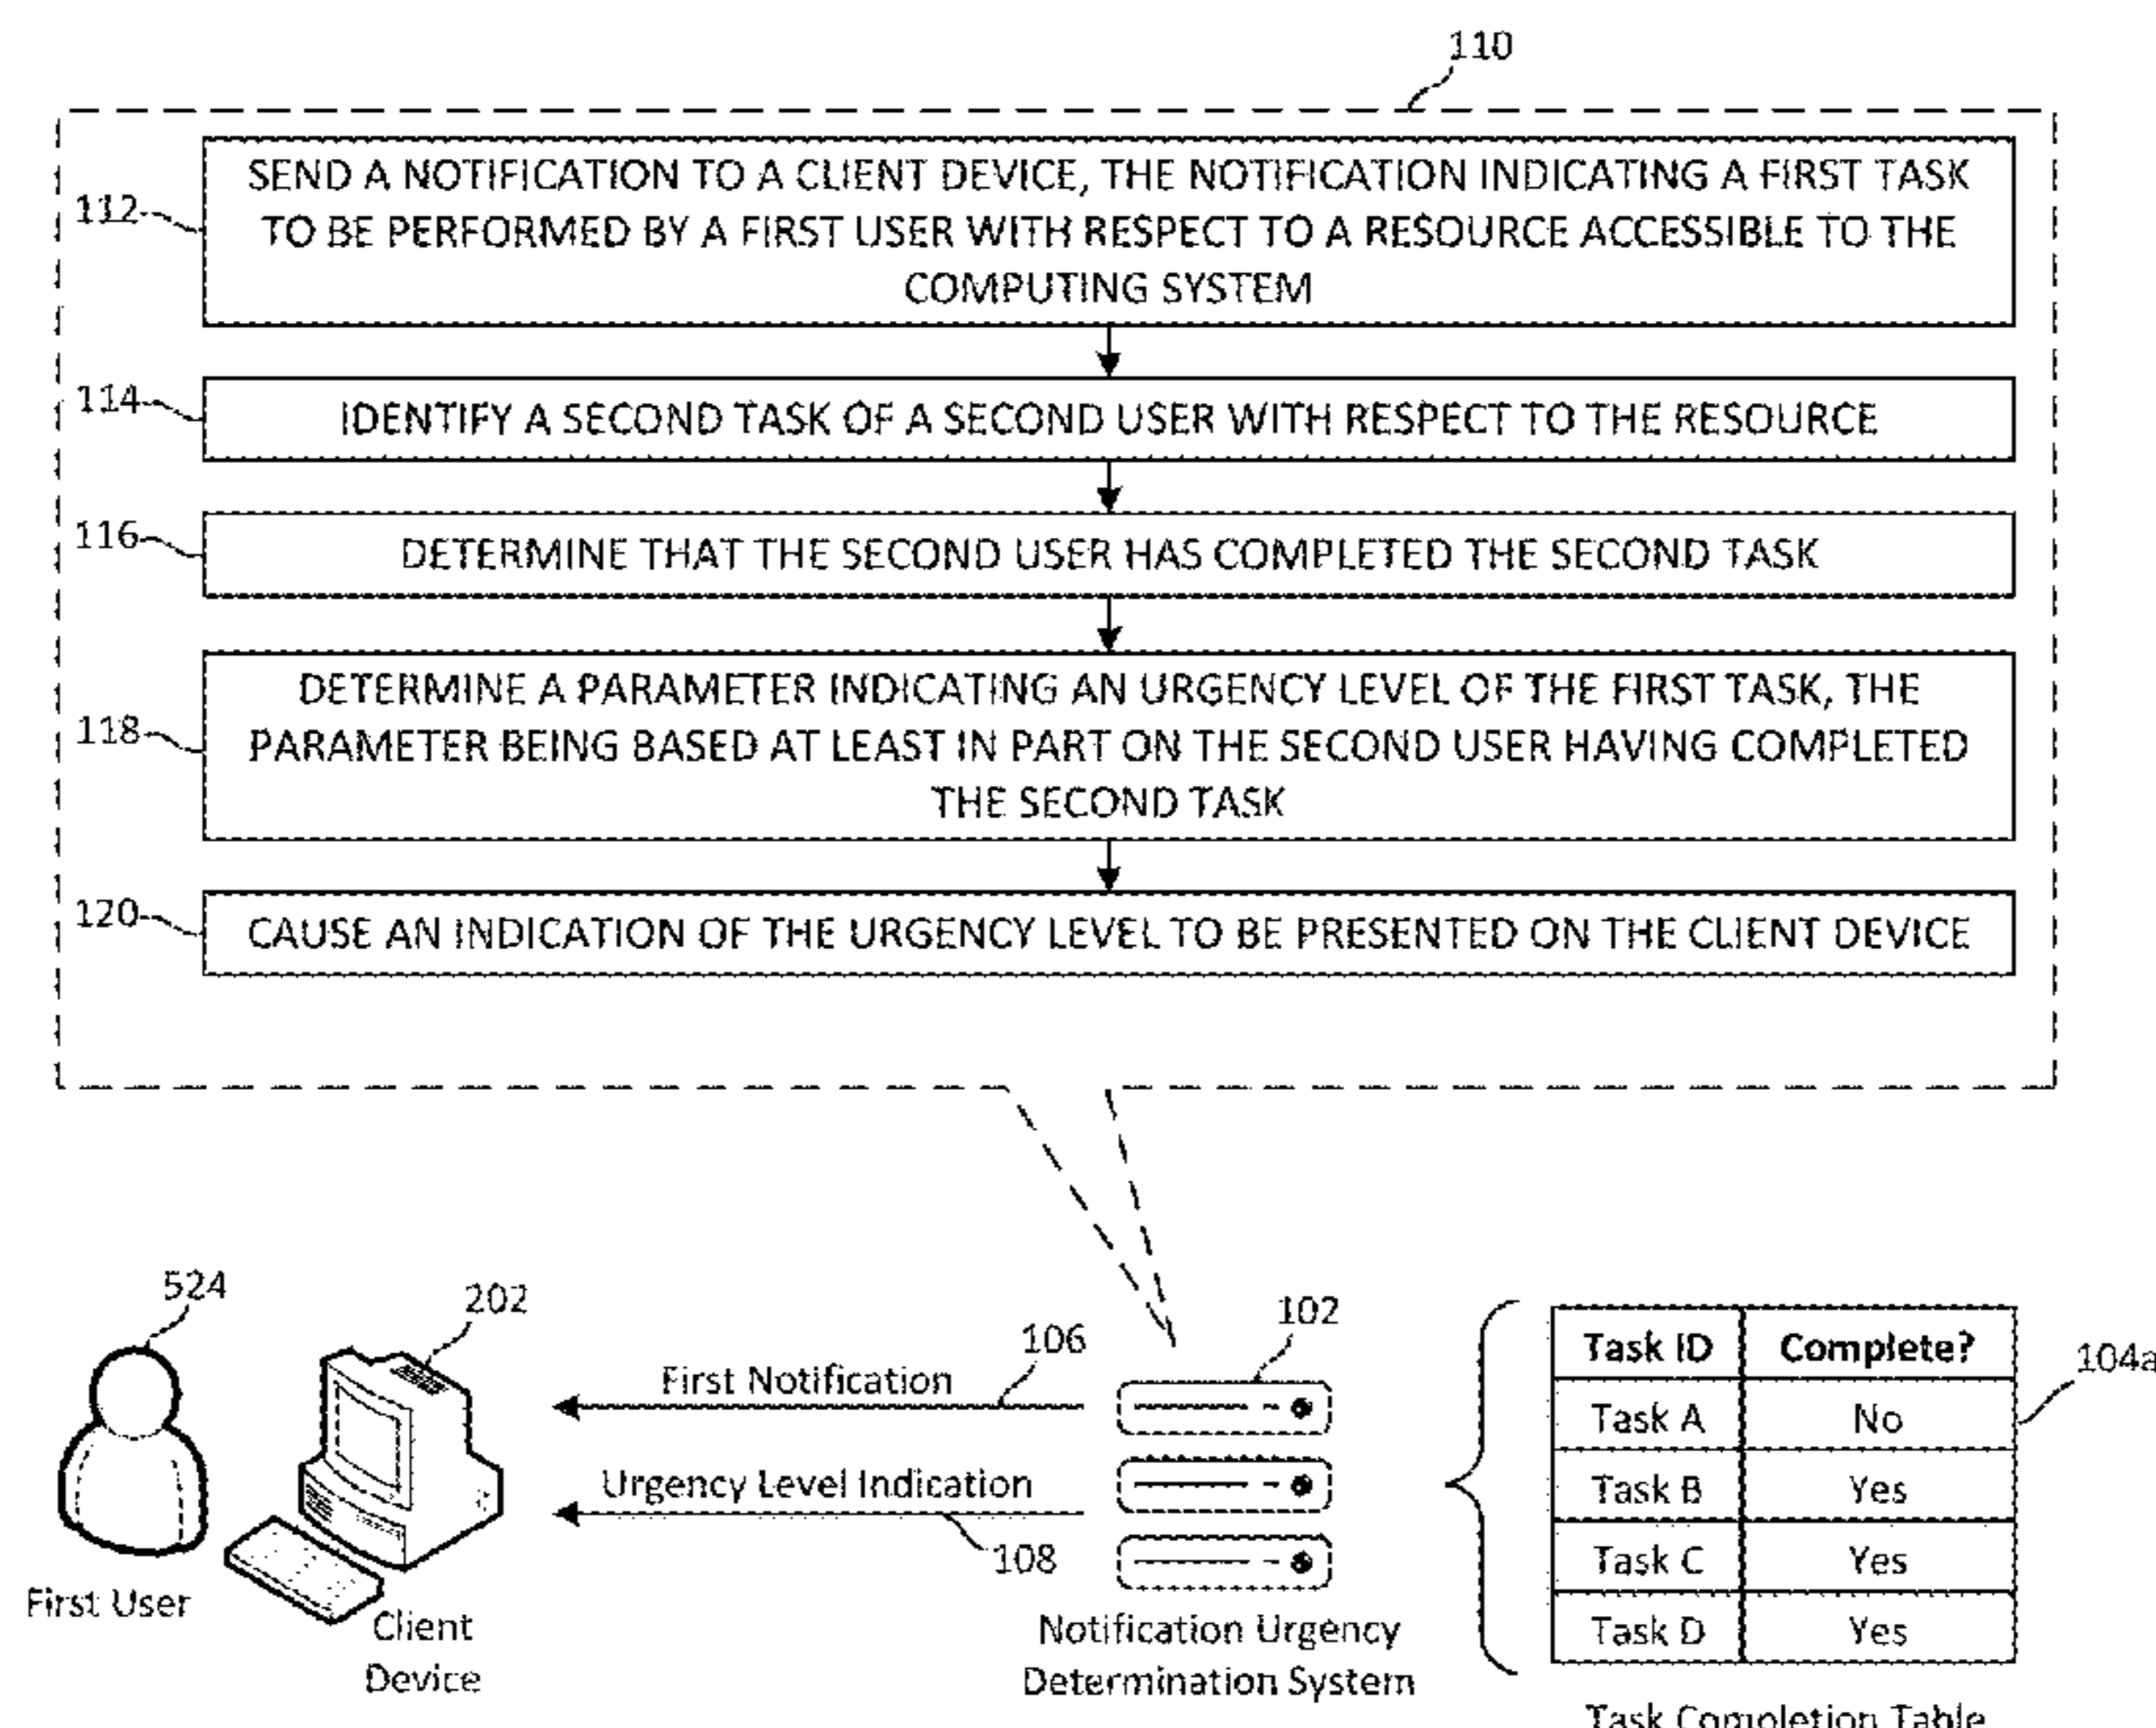 110
112
SEND A NOTIFICATION TO A CLIENT DEVICE, THE NOTIFICATION INDICATING A FIRST TASK
TO BE PERFORMED BY A FIRST USER WITH RESPECT TO A RESOURCE ACCESSIBLE TO THE
COMPUTING SYSTEM
114
IDENTIFY A SECOND TASK OF A SECOND USER WITH RESPECT TO THE RESOURCE
116
DETERMINE THAT THE SECOND USER HAS COMPLETED THE SECOND TASK
118
DETERMINE A PARAMETER INDICATING AN URGENCY LEVEL OF THE FIRST TASK, THE
PARAMETER BEING BASED AT LEAST IN PART ON THE SECOND USER HAVING COMPLETED
THE SECOND TASK
120
CAUSE AN INDICATION OF THE URGENCY LEVEL TO BE PRESENTED ON THE CLIENT DEVICE
524
First User
202
Client
Device
First Notification
106
Urgency Level Indication
108
102
Notification Urgency
Determination System
Task ID Complete?
Task A No
Task B Yes
Task C Yes
Task D Yes
104a
Task Completion Table